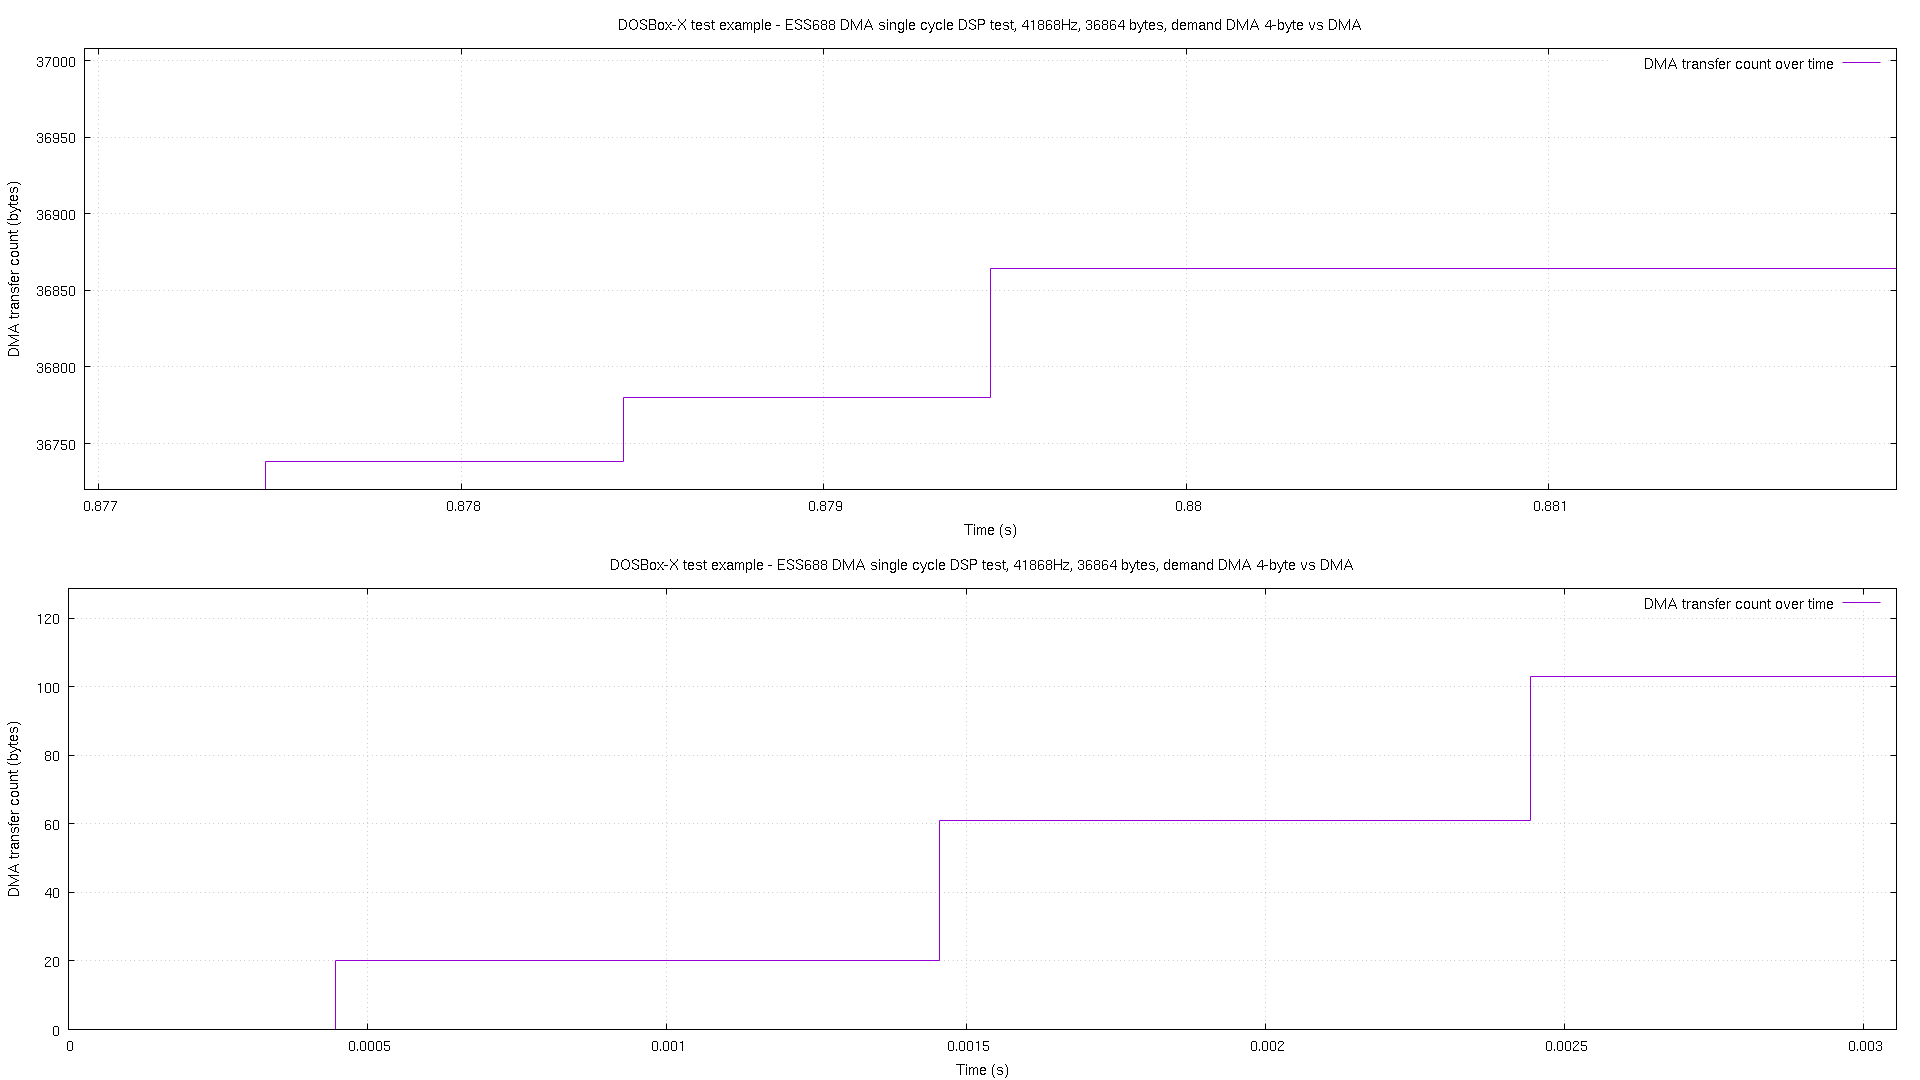 DOSBox-X test example - ESS688 DMA single cycle DSP test, 41868Hz, 36864 bytes, demand DMA 4-byte vs DMA
DMA transfer count over time
37000
36950
36900
36850
36800
36750
DMA transfer count (bytes)
0.877 0.878 0.879 0.88 0.881
Time (s)
DOSBox-X test example - ESS688 DMA single cycle DSP test, 41868Hz, 36864 bytes, demand DMA 4-byte vs DMA
DMA transfer count over time
120
100
80
60
40
20
0
DMA transfer count (bytes)
0 0.0005 0.001 0.0015 0.002 0.0025 0.003
Time (s)